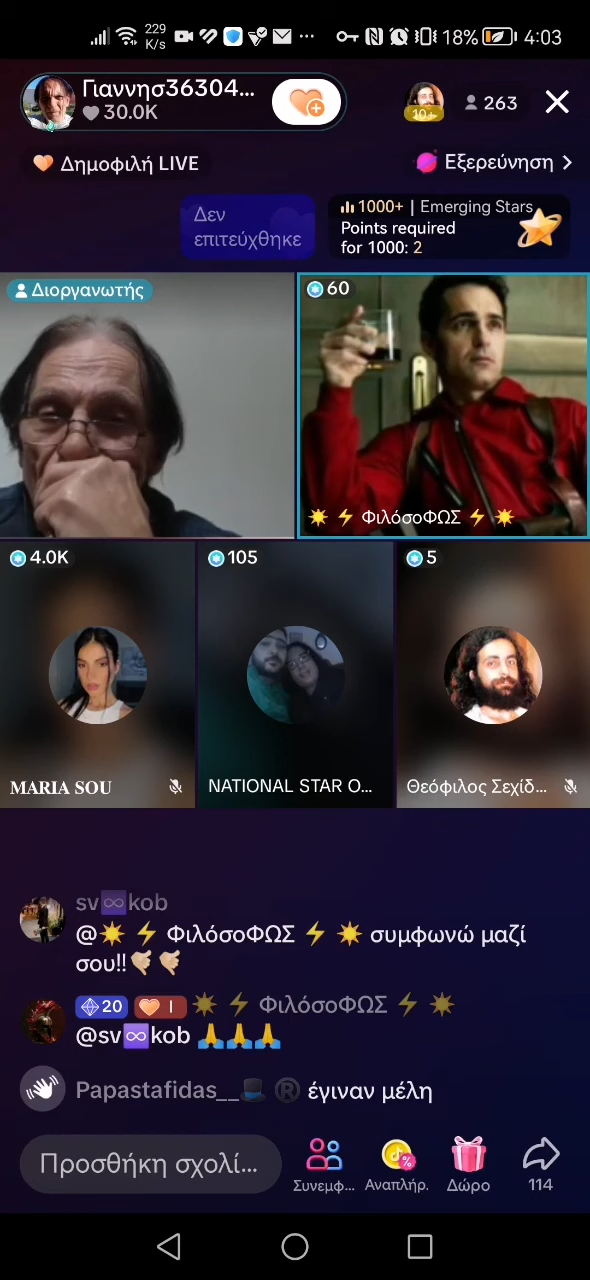 229 K/s 18% 4:03
Γιαννησ36304...
30.0K
10+
263
Δημοφιλή LIVE
Εξερεύνηση >
Δεν
επιτεύχθηκε
1000+ | Emerging Stars
Points required
for 1000: 2
Διοργανωτής
60
ΦιλόσοΦΩΣ
4.0K
105
5
MARIA SOU
NATIONAL STAR O...
Θεόφιλος Σεχίδ...
sv♾️kob
@☀️ ⚡ ΦιλόσοΦΩΣ ⚡ ☀️ συμφωνώ μαζί
σου!!
20 I ☀️ ⚡ ΦιλόσοΦΩΣ ⚡ ☀️
@sv♾️kob 🙏🙏🙏
Papastafidas__🎩 ®️ έγιναν μέλη
Προσθήκη σχολί...
Συνεμφ...
Αναπλήρ.
Δώρο
114